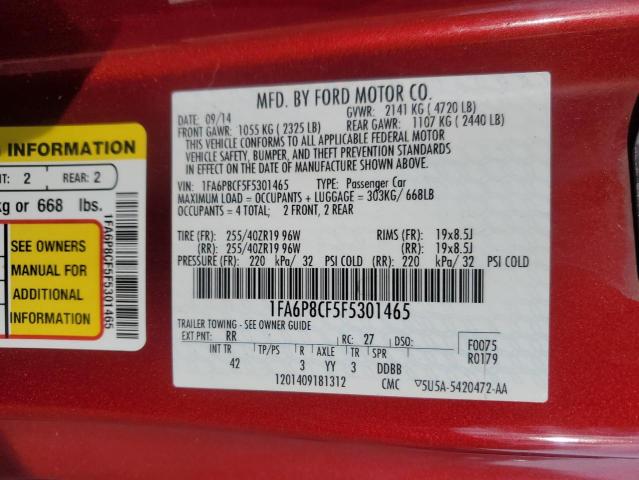 MFD. BY FORD MOTOR CO.
DATE: 09/14
GVWR: 2141 KG ( 4720 LB)
FRONT GAWR: 1055 KG ( 2325 LB)
REAR GAWR: 1107 KG ( 2440 LB)
THIS VEHICLE CONFORMS TO ALL APPLICABLE FEDERAL MOTOR
VEHICLE SAFETY, BUMPER, AND THEFT PREVENTION STANDARDS
IN EFFECT ON THE DATE OF MANUFACTURE SHOWN ABOVE.
VIN: 1FA6P8CF5F5301465 TYPE: Passenger Car
MAXIMUM LOAD = OCCUPANTS + LUGGAGE = 303KG/ 668LB
OCCUPANTS = 4 TOTAL; 2 FRONT, 2 REAR
TIRE (FR): 255/40ZR19 96W RIMS (FR): 19x8.5J
(RR): 255/40ZR19 96W (RR): 19x8.5J
PRESSURE (FR): 220 kPa/ 32 PSI COLD (RR): 220 kPa/ 32 PSI COLD
1FA6P8CF5F5301465
TRAILER TOWING - SEE OWNER GUIDE
EXT PNT: RR RC: 27 DSO: F0075
INT TR TP/PS R AXLE TR SPR R0179
42 3 YY 3 DDBB
1201409181312 CMC 5U5A-5420472-AA
INFORMATION
2 REAR: 2
kg or 668 lbs.
SEE OWNERS
MANUAL FOR
ADDITIONAL
INFORMATION
1FA6P8CF5F5301465